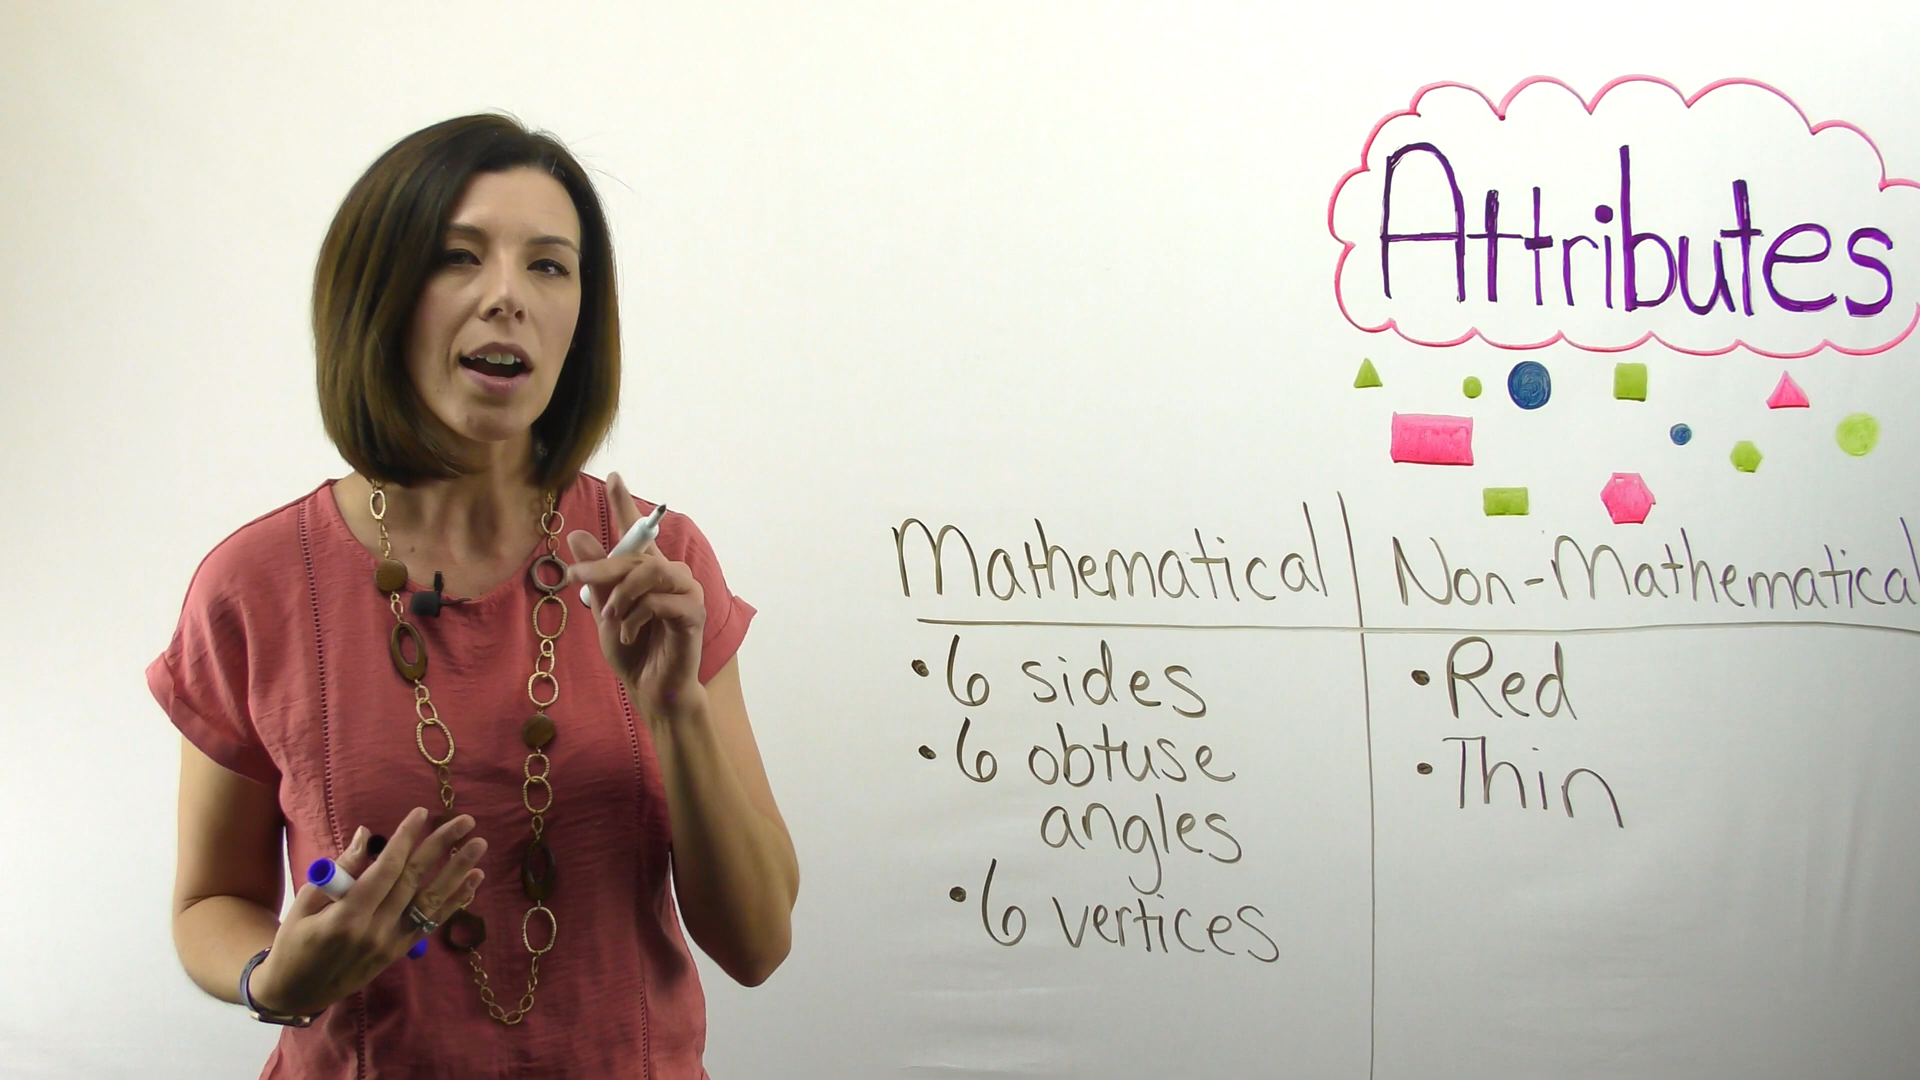 Attributes
Mathematical Non-Mathematical
• 6 sides
• 6 obtuse
angles
• 6 vertices
• Red
• Thin